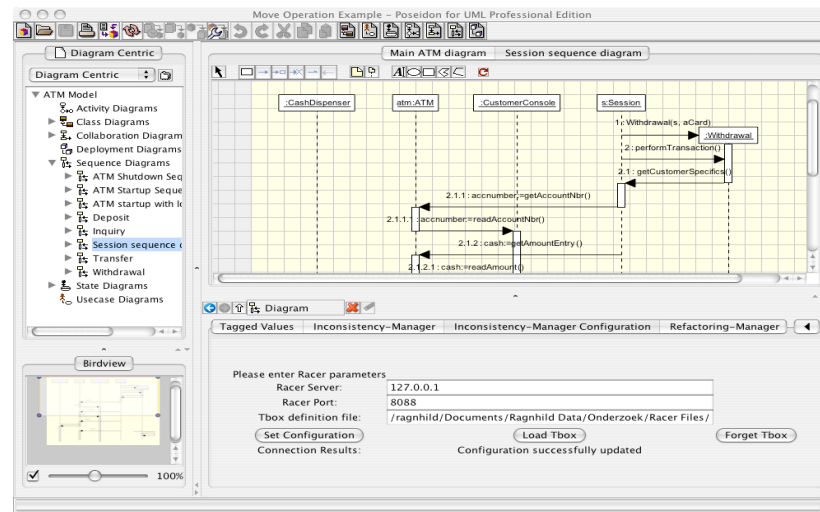 Move Operation Example – Poseidon for UML Professional Edition
Diagram Centric
Diagram Centric
ATM Model
Activity Diagrams
Class Diagrams
Collaboration Diagram
Deployment Diagrams
Sequence Diagrams
ATM Shutdown Seq
ATM Startup Seque
ATM startup with lo
Deposit
Inquiry
Session sequence d
Transfer
Withdrawal
State Diagrams
Usecase Diagrams
Birdview
100%
Main ATM diagram Session sequence diagram
A
:CashDispenser atm:ATM :CustomerConsole s:Session
1 : Withdrawal(s, aCard)
:Withdrawal
2 : performTransaction()
2.1 : getCustomerSpecifics()
2.1.1 : accnumber:=getAccountNbr()
2.1.1.1 : accnumber:=readAccountNbr()
2.1.2 : cash:=getAmountEntry()
2.1.2.1 : cash:=readAmount()
Diagram
Tagged Values Inconsistency-Manager Inconsistency-Manager Configuration Refactoring-Manager
Please enter Racer parameters
Racer Server: 127.0.0.1
Racer Port: 8088
Tbox definition file: /ragnhild/Documents/Ragnhild Data/Onderzoek/Racer Files/
Set Configuration Load Tbox Forget Tbox
Connection Results: Configuration successfully updated